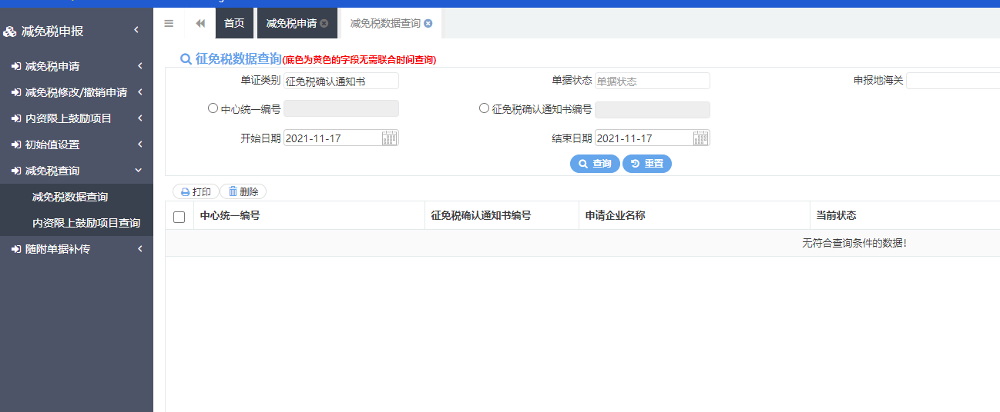 减免税申报
首页
减免税申请
减免税数据查询
征免税数据查询(底色为黄色的字段无需联合时间查询)
减免税申请
减免税修改/撤销申请
内资限上鼓励项目
初始值设置
减免税查询
减免税数据查询
内资限上鼓励项目查询
随附单据补传
单证类别 征免税确认通知书
单据状态 单据状态
申报地海关
中心统一编号
征免税确认通知书编号
开始日期 2021-11-17
结束日期 2021-11-17
查询
重置
打印
删除
中心统一编号
征免税确认通知书编号
申请企业名称
当前状态
无符合查询条件的数据!